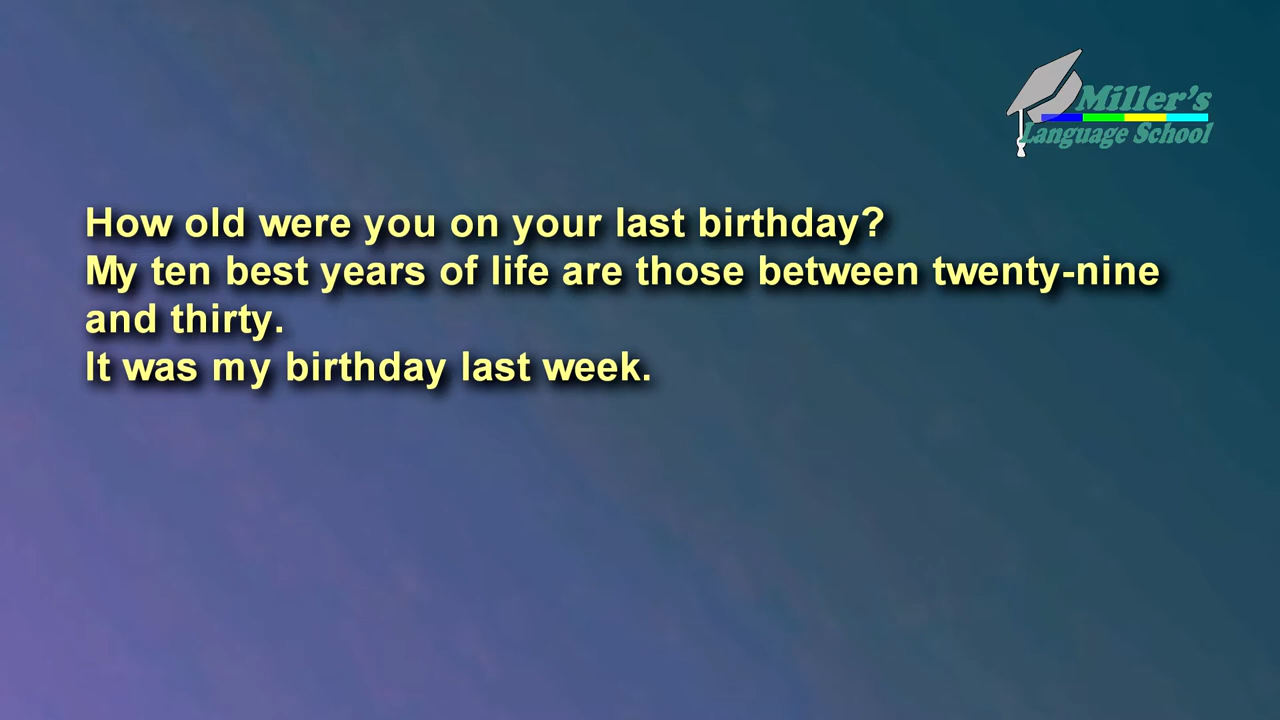 Miller's
Language School
How old were you on your last birthday?
My ten best years of life are those between twenty-nine
and thirty.
It was my birthday last week.